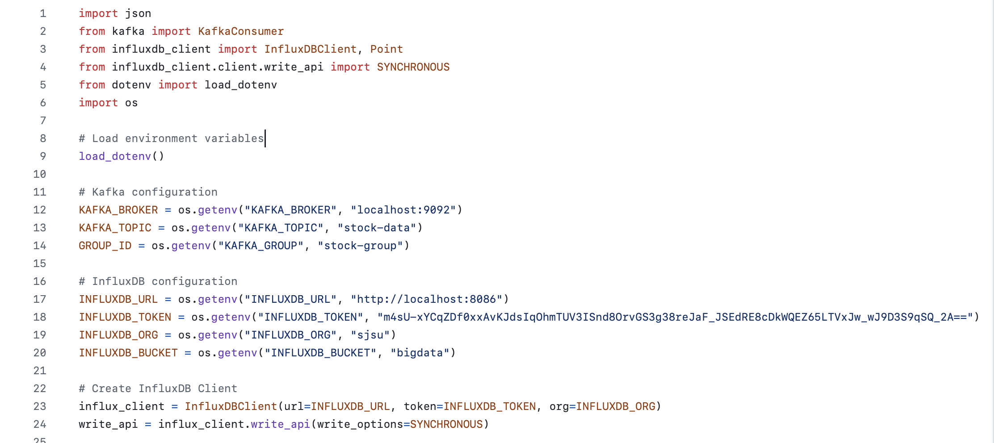 1 import json
2 from kafka import KafkaConsumer
3 from influxdb_client import InfluxDBClient, Point
4 from influxdb_client.client.write_api import SYNCHRONOUS
5 from dotenv import load_dotenv
6 import os
7
8 # Load environment variables
9 load_dotenv()
10
11 # Kafka configuration
12 KAFKA_BROKER = os.getenv("KAFKA_BROKER", "localhost:9092")
13 KAFKA_TOPIC = os.getenv("KAFKA_TOPIC", "stock-data")
14 GROUP_ID = os.getenv("KAFKA_GROUP", "stock-group")
15
16 # InfluxDB configuration
17 INFLUXDB_URL = os.getenv("INFLUXDB_URL", "http://localhost:8086")
18 INFLUXDB_TOKEN = os.getenv("INFLUXDB_TOKEN", "m4sU-xYCqZDf0xxAvKJdsIqOhmTUV3ISnd8OrvGS3g38reJaF_JSEdRE8cDkWQEZ65LTVxJw_wJ9D3S9qSQ_2A==")
19 INFLUXDB_ORG = os.getenv("INFLUXDB_ORG", "sjsu")
20 INFLUXDB_BUCKET = os.getenv("INFLUXDB_BUCKET", "bigdata")
21
22 # Create InfluxDB Client
23 influx_client = InfluxDBClient(url=INFLUXDB_URL, token=INFLUXDB_TOKEN, org=INFLUXDB_ORG)
24 write_api = influx_client.write_api(write_options=SYNCHRONOUS)
25